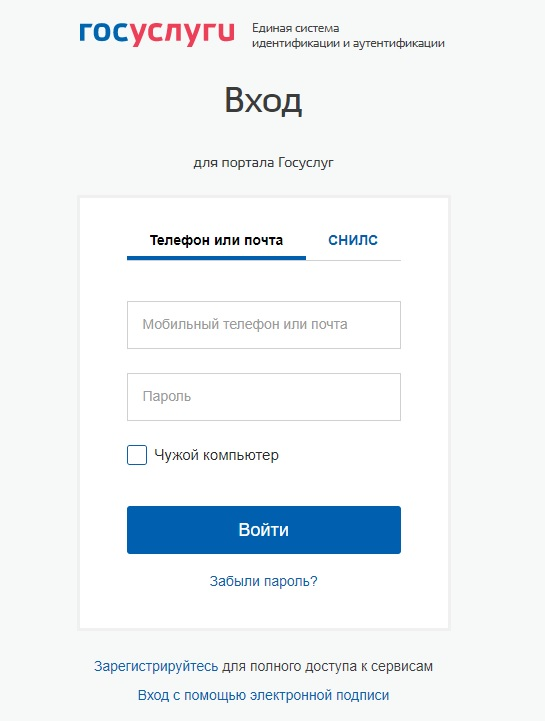 госуслуги
Единая система
идентификации и аутентификации
Вход
для портала Госуслуг
Телефон или почта
СНИЛС
Мобильный телефон или почта
Пароль
Чужой компьютер
Войти
Забыли пароль?
Зарегистрируйтесь для полного доступа к сервисам
Вход с помощью электронной подписи